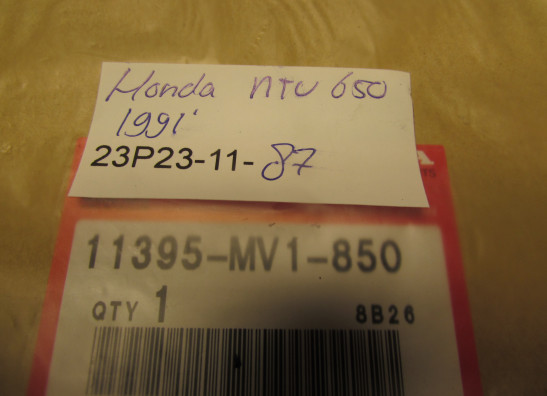 Honda NTV 650
1991'
23P23-11-87
11395-MV1-850
QTY 1 8B26